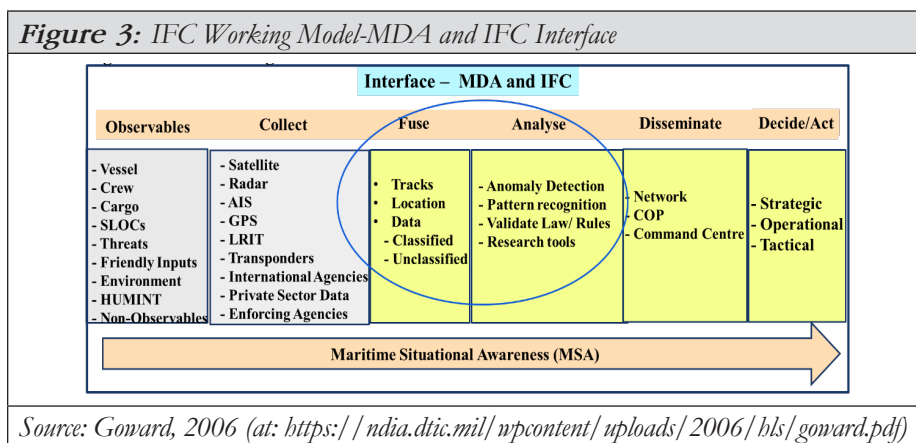 Figure 3: IFC Working Model-MDA and IFC Interface
Interface – MDA and IFC
Observables
Collect
Fuse
Analyse
Disseminate
Decide/Act
- Vessel
- Crew
- Cargo
- SLOCs
- Threats
- Friendly Inputs
- Environment
- HUMINT
- Non-Observables
- Satellite
- Radar
- AIS
- GPS
- LRIT
- Transponders
- International Agencies
- Private Sector Data
- Enforcing Agencies
• Tracks
• Location
• Data
- Classified
- Unclassified
- Anomaly Detection
- Pattern recognition
- Validate Law/ Rules
- Research tools
- Network
- COP
- Command Centre
- Strategic
- Operational
- Tactical
Maritime Situational Awareness (MSA)
Source: Goward, 2006 (at: https://ndia.dtic.mil/wpcontent/uploads/2006/hls/goward.pdf)